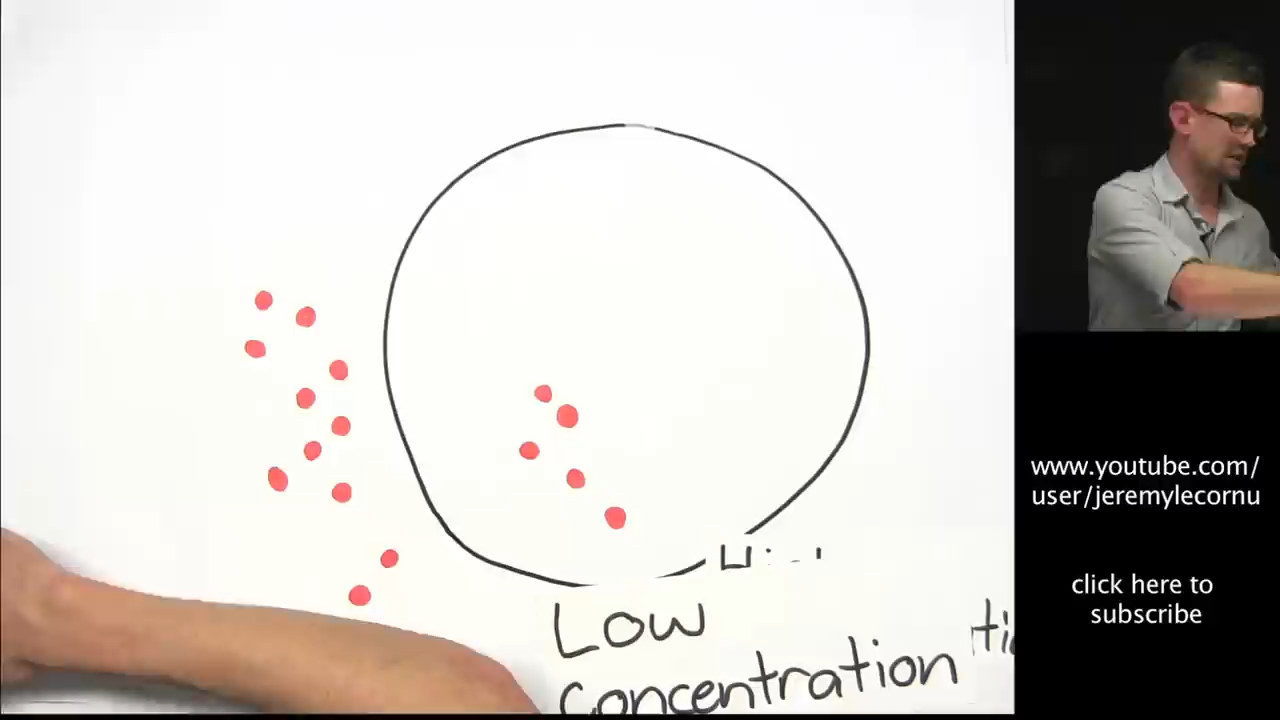 Low
concentration
www.youtube.com/
user/jeremylecornu
click here to
subscribe